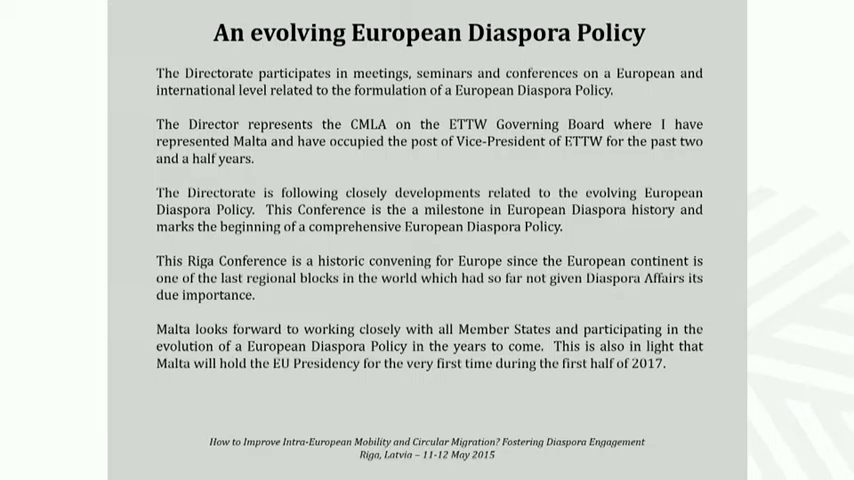 An evolving European Diaspora Policy
The Directorate participates in meetings, seminars and conferences on a European and
international level related to the formulation of a European Diaspora Policy.
The Director represents the CMLA on the ETTW Governing Board where I have
represented Malta and have occupied the post of Vice-President of ETTW for the past two
and a half years.
The Directorate is following closely developments related to the evolving European
Diaspora Policy. This Conference is the a milestone in European Diaspora history and
marks the beginning of a comprehensive European Diaspora Policy.
This Riga Conference is a historic convening for Europe since the European continent is
one of the last regional blocks in the world which had so far not given Diaspora Affairs its
due importance.
Malta looks forward to working closely with all Member States and participating in the
evolution of a European Diaspora Policy in the years to come. This is also in light that
Malta will hold the EU Presidency for the very first time during the first half of 2017.
How to Improve Intra-European Mobility and Circular Migration? Fostering Diaspora Engagement
Riga, Latvia – 11-12 May 2015